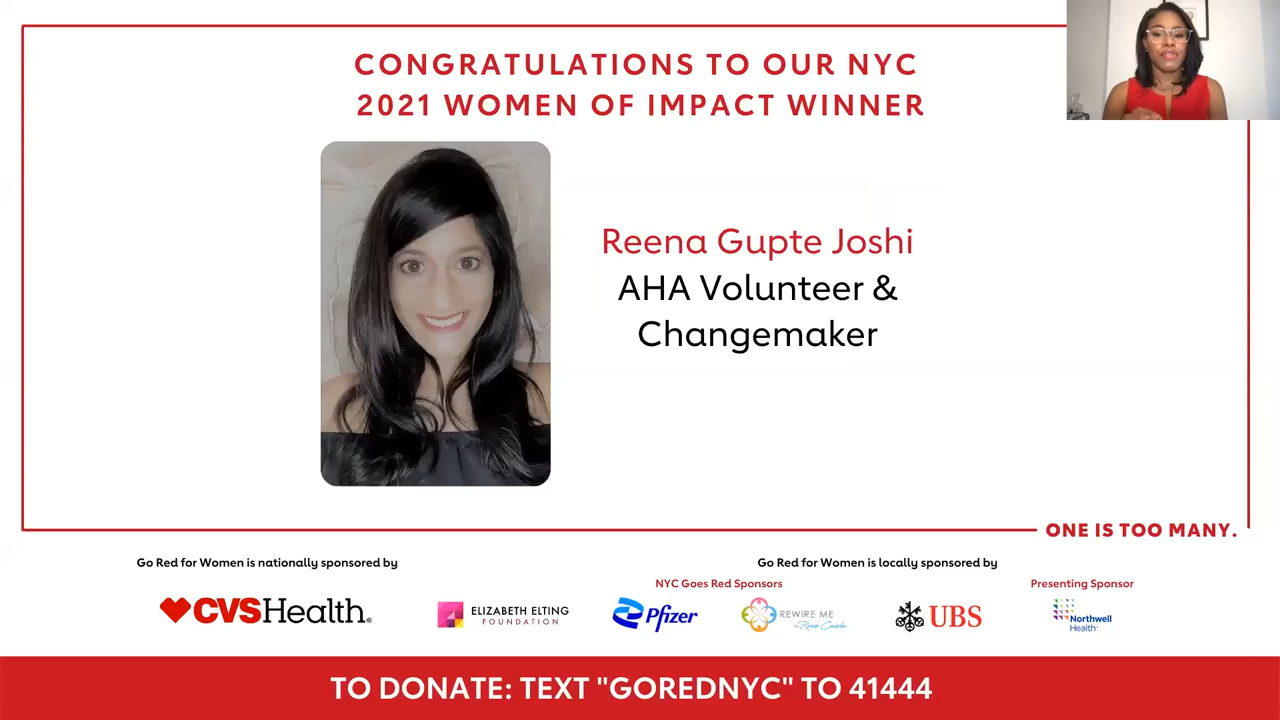 CONGRATULATIONS TO OUR NYC
2021 WOMEN OF IMPACT WINNER
Reena Gupte Joshi
AHA Volunteer &
Changemaker
ONE IS TOO MANY.
Go Red for Women is nationally sponsored by
Go Red for Women is locally sponsored by
NYC Goes Red Sponsors
Presenting Sponsor
CVSHealth®
ELIZABETH ELTING
FOUNDATION
Pfizer
REWIRE ME
Rose Caiola
UBS
Northwell
Health
TO DONATE: TEXT "GOREDNYC" TO 41444